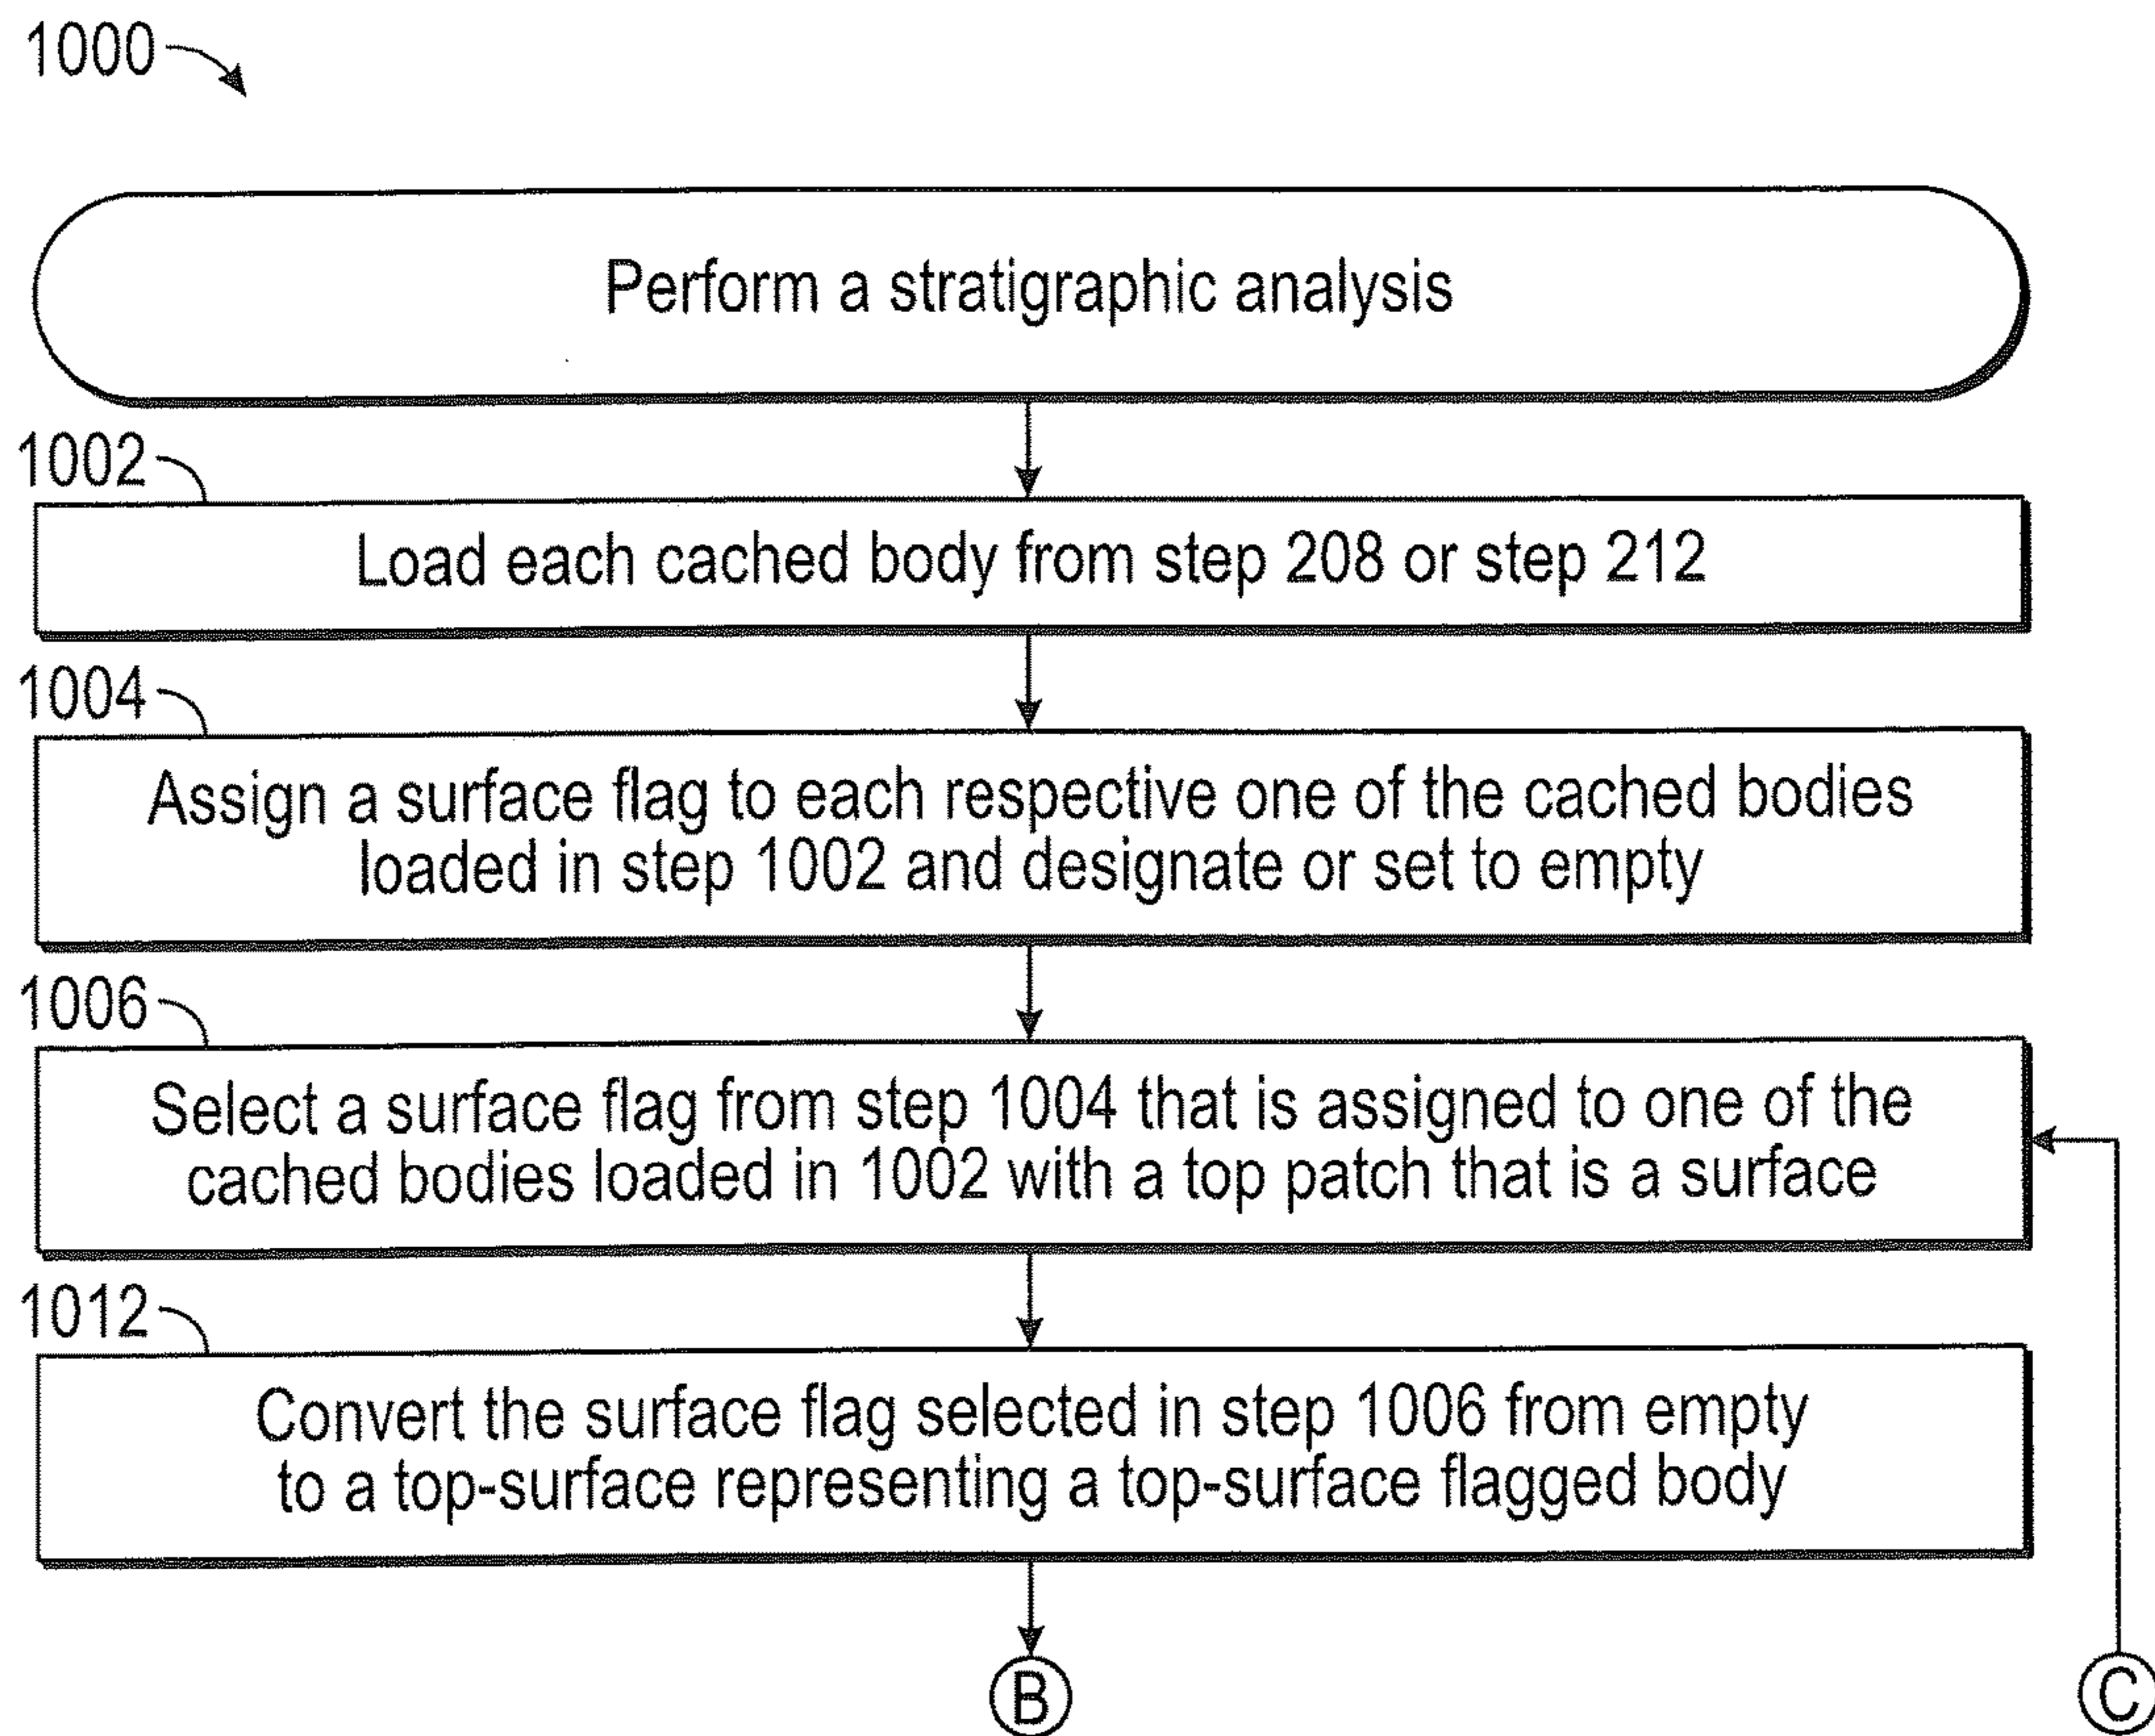 1000
Perform a stratigraphic analysis
1002
Load each cached body from step 208 or step 212
1004
Assign a surface flag to each respective one of the cached bodies
loaded in step 1002 and designate or set to empty
1006
Select a surface flag from step 1004 that is assigned to one of the
cached bodies loaded in 1002 with a top patch that is a surface
1012
Convert the surface flag selected in step 1006 from empty
to a top-surface representing a top-surface flagged body
B
C